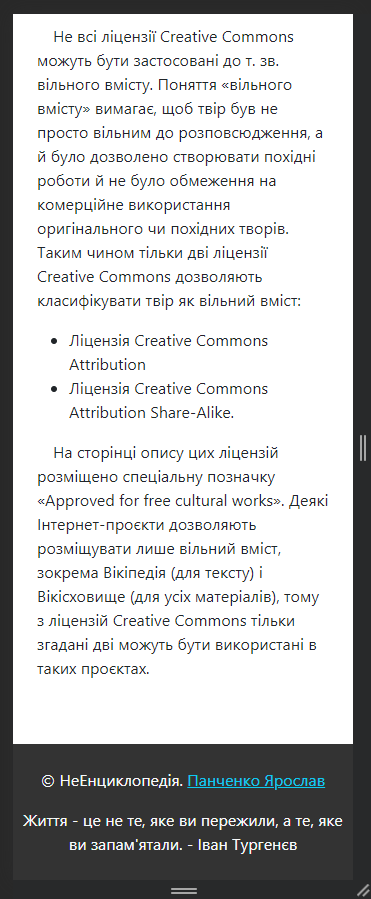 Не всі ліцензії Creative Commons
можуть бути застосовані до т. зв.
вільного вмісту. Поняття «вільного
вмісту» вимагає, щоб твір був не
просто вільним до розповсюдження, а
й було дозволено створювати похідні
роботи й не було обмеження на
комерційне використання
оригінального чи похідних творів.
Таким чином тільки дві ліцензії
Creative Commons дозволяють
класифікувати твір як вільний вміст:
• Ліцензія Creative Commons
Attribution
• Ліцензія Creative Commons
Attribution Share-Alike.
На сторінці опису цих ліцензій
розміщено спеціальну позначку
«Approved for free cultural works». Деякі
Інтернет-проєкти дозволяють
розміщувати лише вільний вміст,
зокрема Вікіпедія (для тексту) і
Вікісховище (для усіх матеріалів), тому
з ліцензій Creative Commons тільки
згадані дві можуть бути використані в
таких проєктах.
© НеЕнциклопедія. Панченко Ярослав
Життя - це не те, яке ви пережили, а те, яке
ви запам'ятали. - Іван Тургенєв